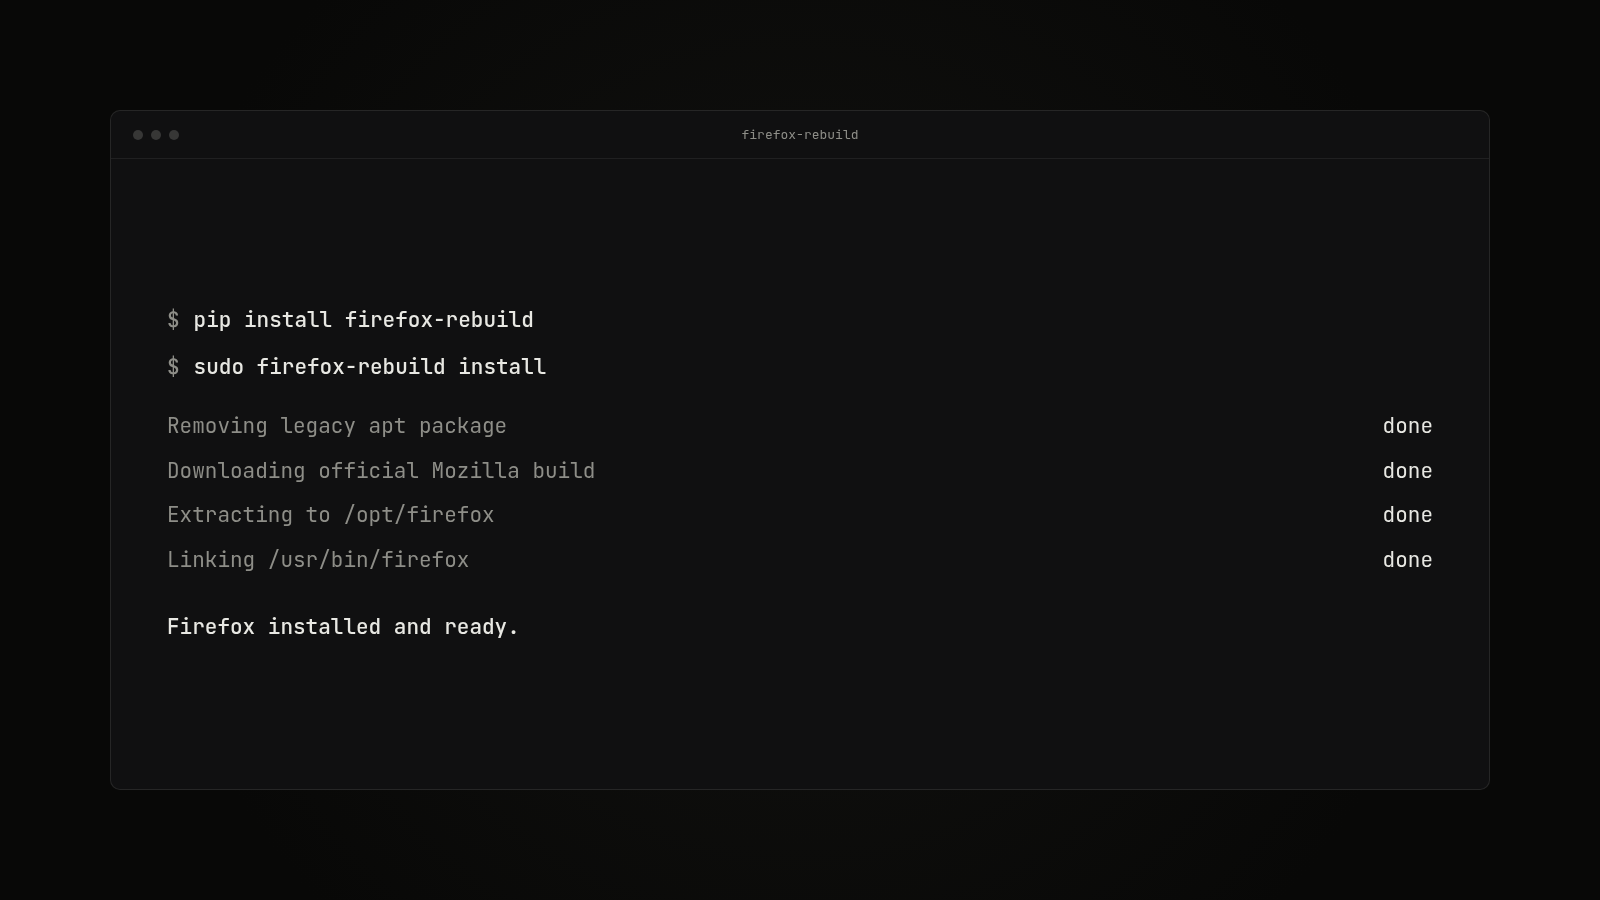 firefox-rebuild
$ pip install firefox-rebuild
$ sudo firefox-rebuild install
Removing legacy apt package done
Downloading official Mozilla build done
Extracting to /opt/firefox done
Linking /usr/bin/firefox done
Firefox installed and ready.